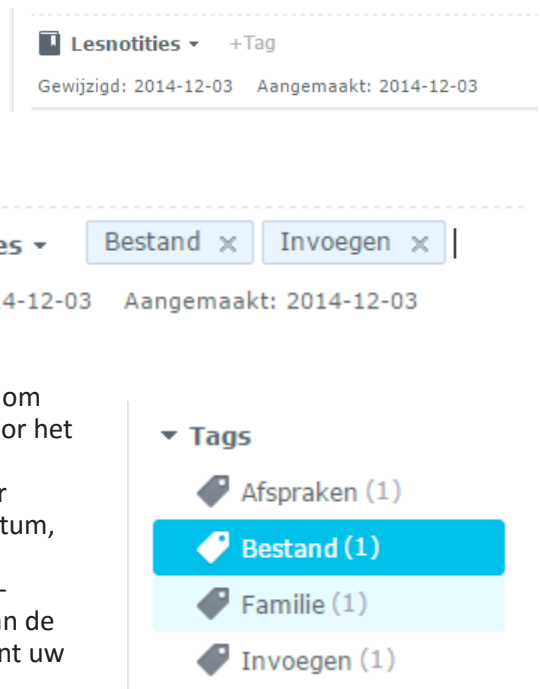 Lesnotities +Tag
Gewijzigd: 2014-12-03 Aangemaakt: 2014-12-03
es Bestand × Invoegen ×
4-12-03 Aangemaakt: 2014-12-03
om
or het
r
tum,
-
an de
nt uw
Tags
Afspraken (1)
Bestand (1)
Familie (1)
Invoegen (1)